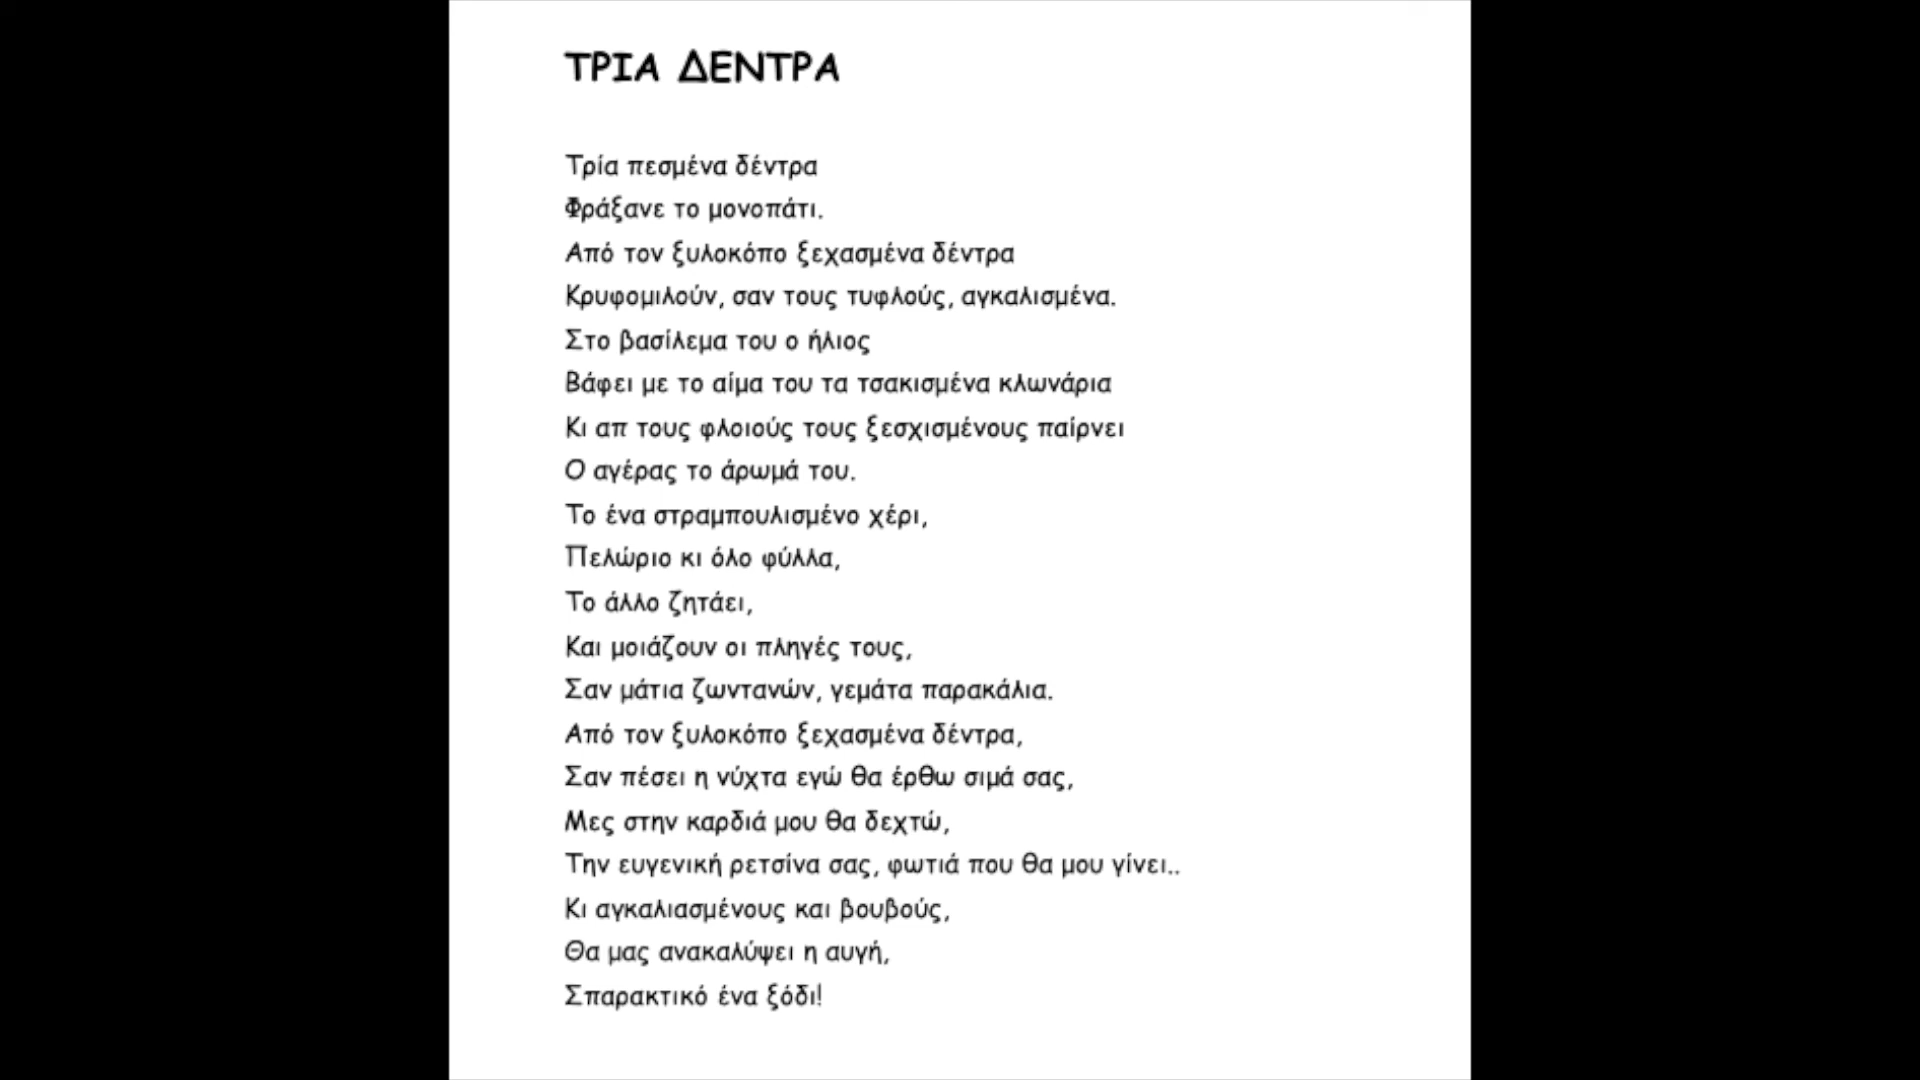 ΤΡΙΑ ΔΕΝΤΡΑ
Τρία πεσμένα δέντρα
Φράξανε το μονοπάτι.
Από τον ξυλοκόπο ξεχασμένα δέντρα
Κρυφομιλούν, σαν τους τυφλούς, αγκαλισμένα.
Στο βασίλεμα του ο ήλιος
Βάφει με το αίμα του τα τσακισμένα κλωνάρια
Κι απ τους φλοιούς τους ξεσχισμένους παίρνει
Ο αγέρας το άρωμά του.
Το ένα στραμπουλισμένο χέρι,
Πελώριο κι όλο φύλλα,
Το άλλο ζητάει,
Και μοιάζουν οι πληγές τους,
Σαν μάτια ζωντανών, γεμάτα παρακάλια.
Από τον ξυλοκόπο ξεχασμένα δέντρα,
Σαν πέσει η νύχτα εγώ θα έρθω σιμά σας,
Μες στην καρδιά μου θα δεχτώ,
Την ευγενική ρετσίνα σας, φωτιά που θα μου γίνει..
Κι αγκαλιασμένους και βουβούς,
Θα μας ανακαλύψει η αυγή,
Σπαρακτικό ένα ξόδι!